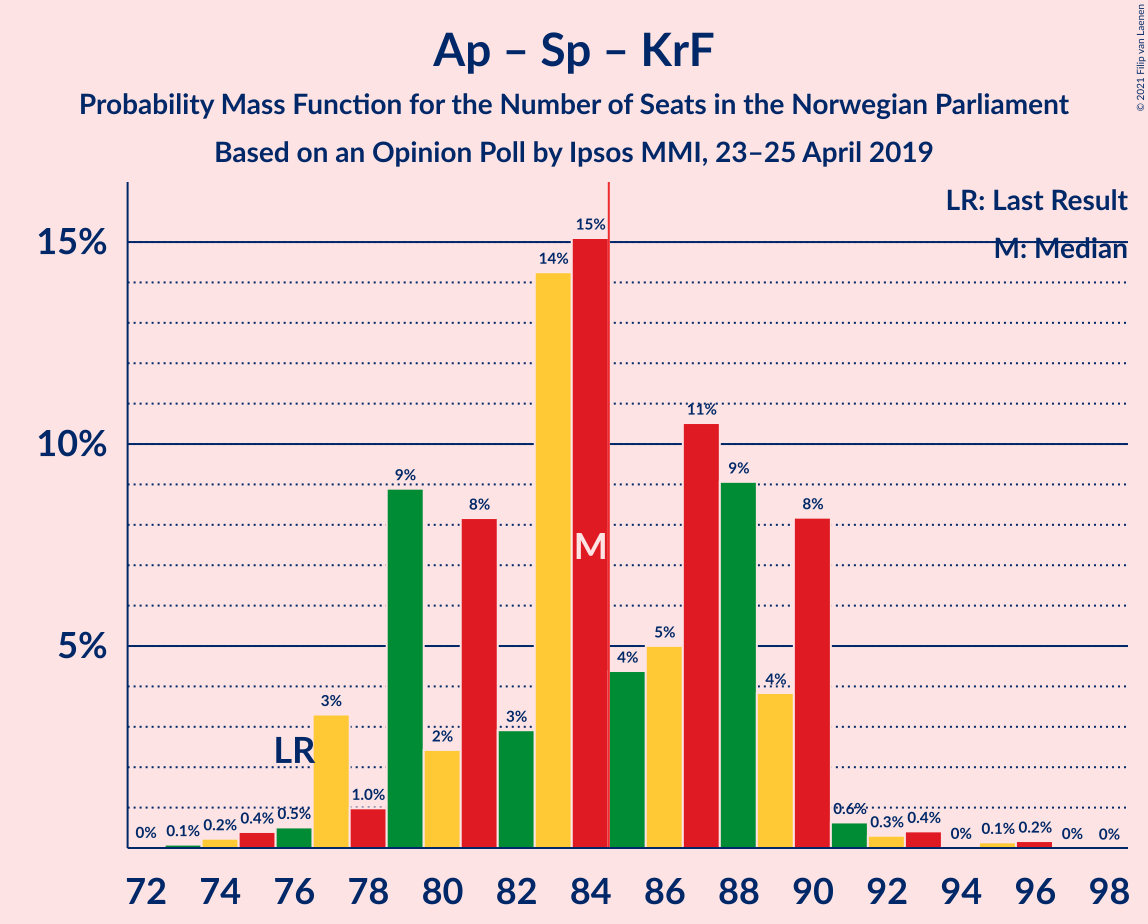 Ap – Sp – KrF
Probability Mass Function for the Number of Seats in the Norwegian Parliament
Based on an Opinion Poll by Ipsos MMI, 23–25 April 2019
© 2021 Filip van Laenen
LR: Last Result
M: Median
15%
10%
5%
0% 0.1% 0.2% 0.4% 0.5% 3% 1.0% 9% 2% 8% 3% 14% 15% 4% 5% 11% 9% 4% 8% 0.6% 0.3% 0.4% 0% 0.1% 0.2% 0% 0%
LR
M
72 74 76 78 80 82 84 86 88 90 92 94 96 98